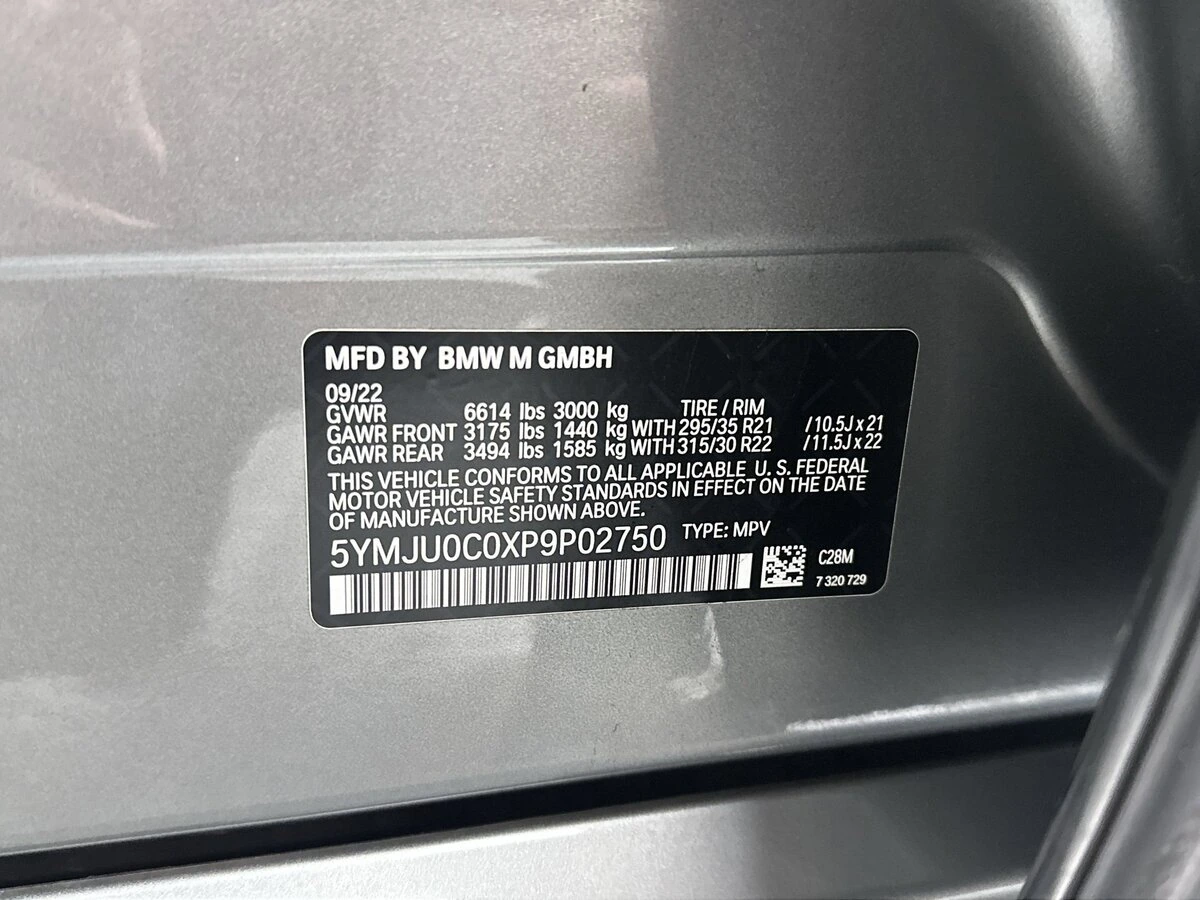 MFD BY BMW M GMBH
09/22
GVWR 6614 lbs 3000 kg TIRE / RIM
GAWR FRONT 3175 lbs 1440 kg WITH 295/35 R21 / 10.5J x 21
GAWR REAR 3494 lbs 1585 kg WITH 315/30 R22 / 11.5J x 22
THIS VEHICLE CONFORMS TO ALL APPLICABLE U. S. FEDERAL
MOTOR VEHICLE SAFETY STANDARDS IN EFFECT ON THE DATE
OF MANUFACTURE SHOWN ABOVE.
5YMJU0C0XP9P02750 TYPE: MPV
C28M
7 320 729